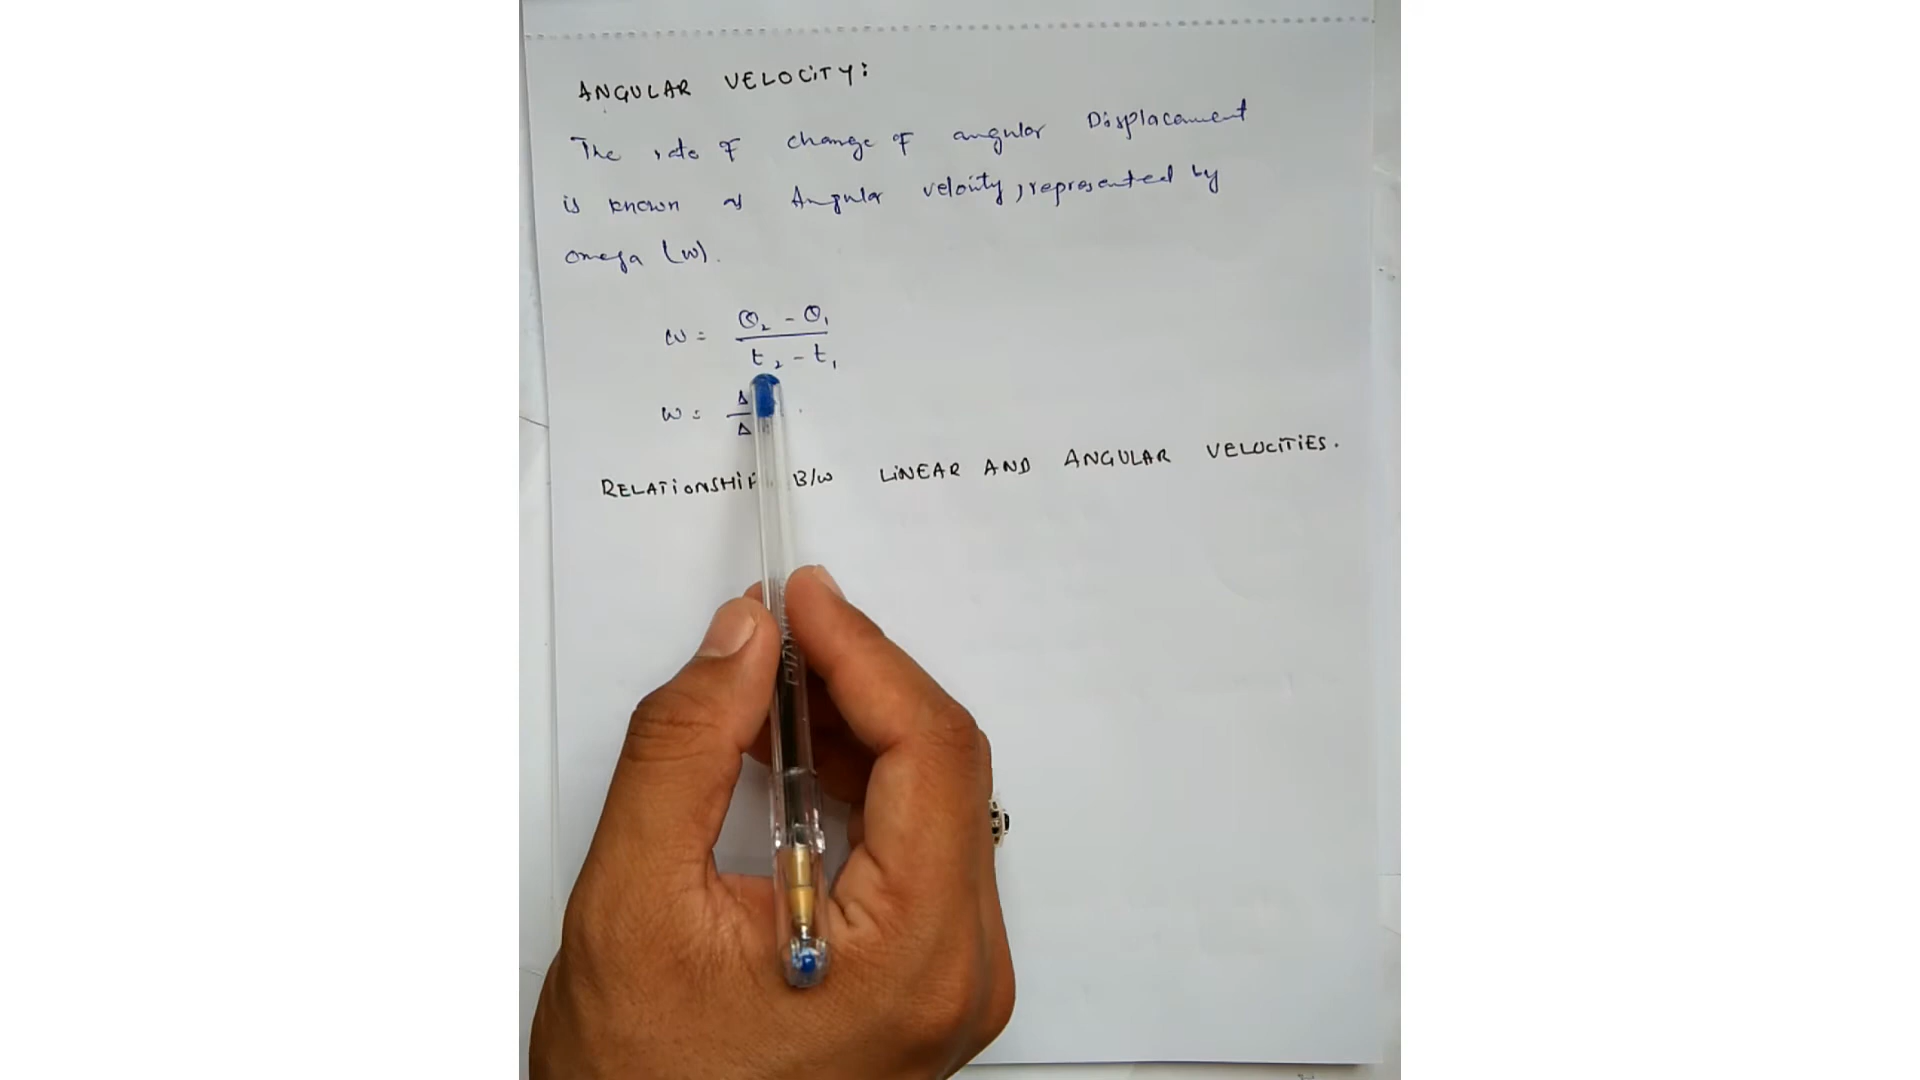 ANGULAR VELOCITY:
The rate of change of angular Displacement
is known as Angular velocity, represented by
omega (ω).
ω = θ₂ - θ₁ / t₂ - t₁
ω = Δ / Δ
RELATIONSHIP B/W LINEAR AND ANGULAR VELOCITIES.